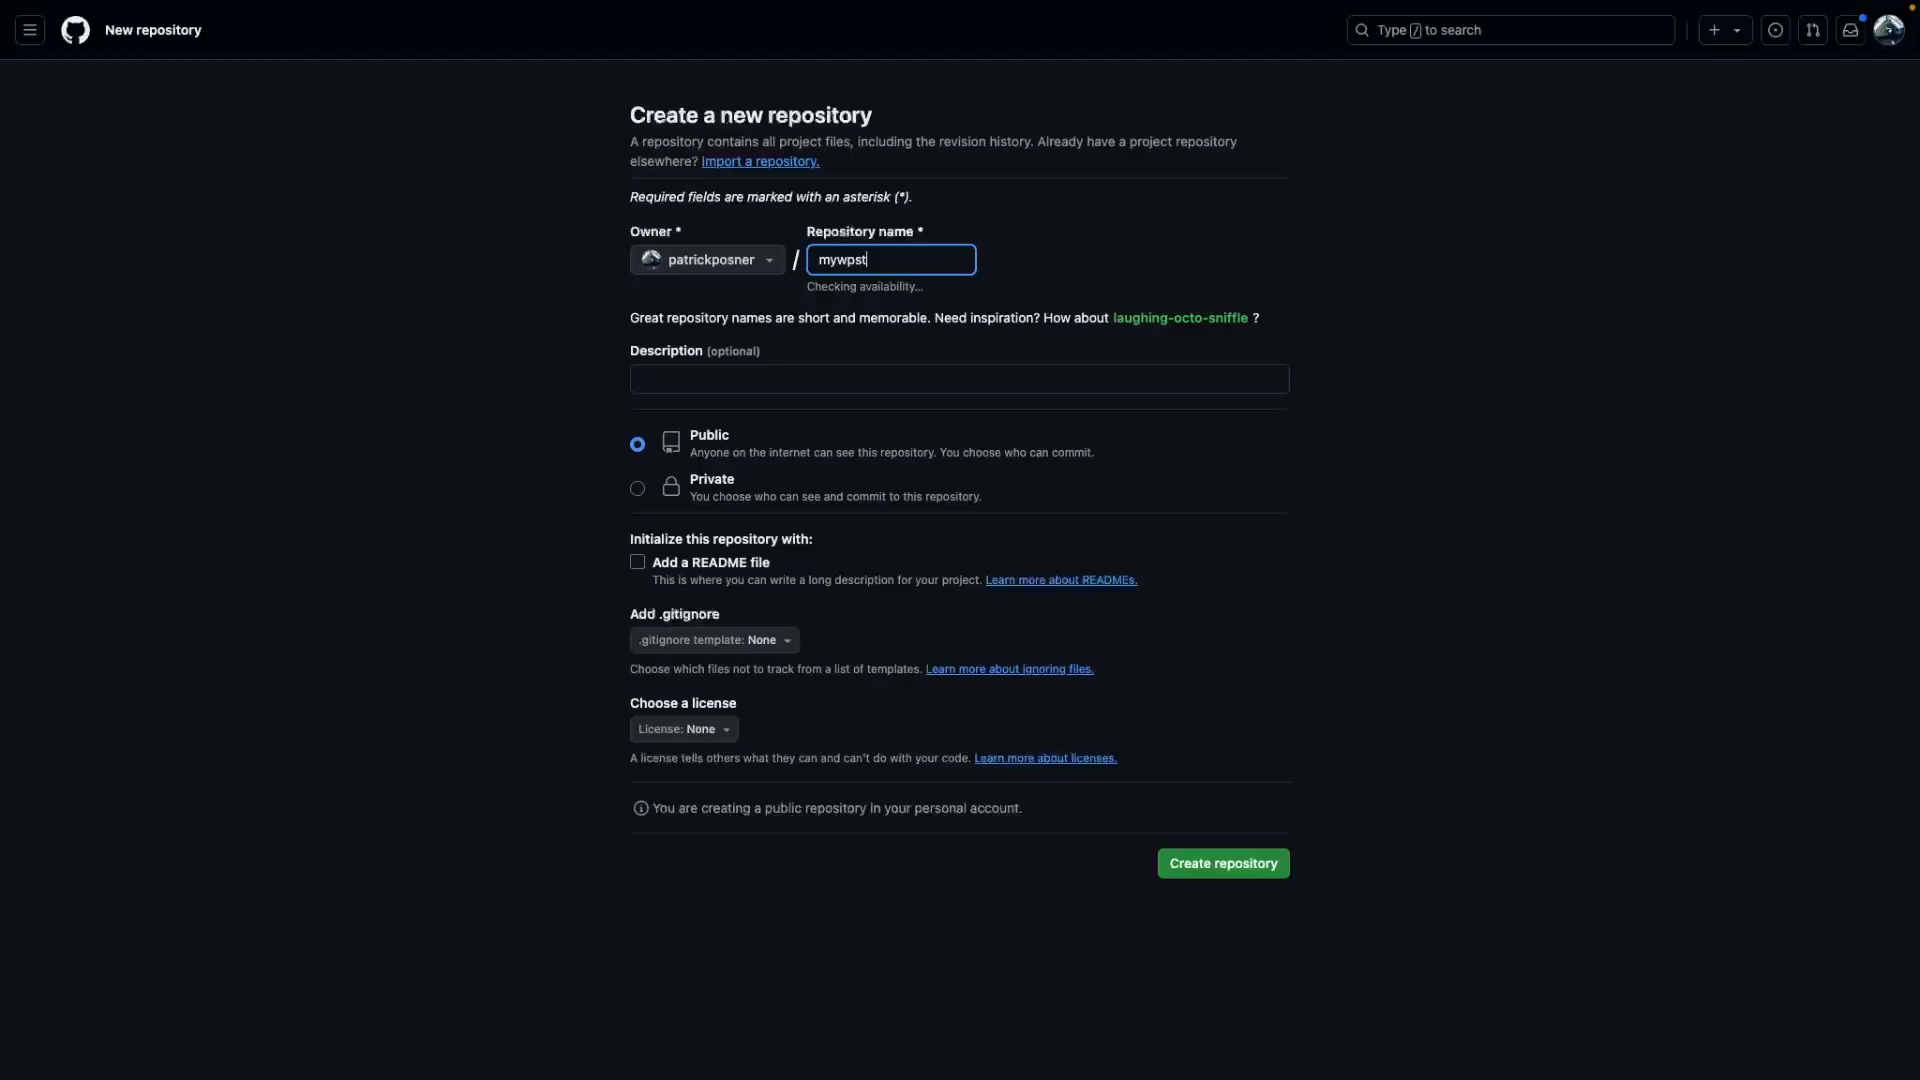 New repository
Type / to search
Create a new repository
A repository contains all project files, including the revision history. Already have a project repository
elsewhere? Import a repository.
Required fields are marked with an asterisk (*).
Owner *
Repository name *
patrickposner
/
mywpst
Checking availability...
Great repository names are short and memorable. Need inspiration? How about laughing-octo-sniffle ?
Description (optional)
Public
Anyone on the internet can see this repository. You choose who can commit.
Private
You choose who can see and commit to this repository.
Initialize this repository with:
Add a README file
This is where you can write a long description for your project. Learn more about READMEs.
Add .gitignore
.gitignore template: None
Choose which files not to track from a list of templates. Learn more about ignoring files.
Choose a license
License: None
A license tells others what they can and can't do with your code. Learn more about licenses.
You are creating a public repository in your personal account.
Create repository